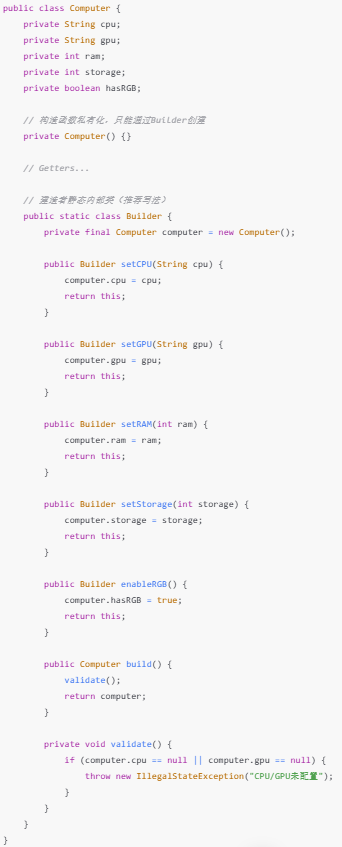 public class Computer {
    private String cpu;
    private String gpu;
    private int ram;
    private int storage;
    private boolean hasRGB;

    // 构造函数私有化，只能通过Builder创建
    private Computer() {}

    // Getters...

    // 建造者静态内部类（推荐写法）
    public static class Builder {
        private final Computer computer = new Computer();

        public Builder setCPU(String cpu) {
            computer.cpu = cpu;
            return this;
        }

        public Builder setGPU(String gpu) {
            computer.gpu = gpu;
            return this;
        }

        public Builder setRAM(int ram) {
            computer.ram = ram;
            return this;
        }

        public Builder setStorage(int storage) {
            computer.storage = storage;
            return this;
        }

        public Builder enableRGB() {
            computer.hasRGB = true;
            return this;
        }

        public Computer build() {
            validate();
            return computer;
        }

        private void validate() {
            if (computer.cpu == null || computer.gpu == null) {
                throw new IllegalStateException("CPU/GPU未配置");
            }
        }
    }
}